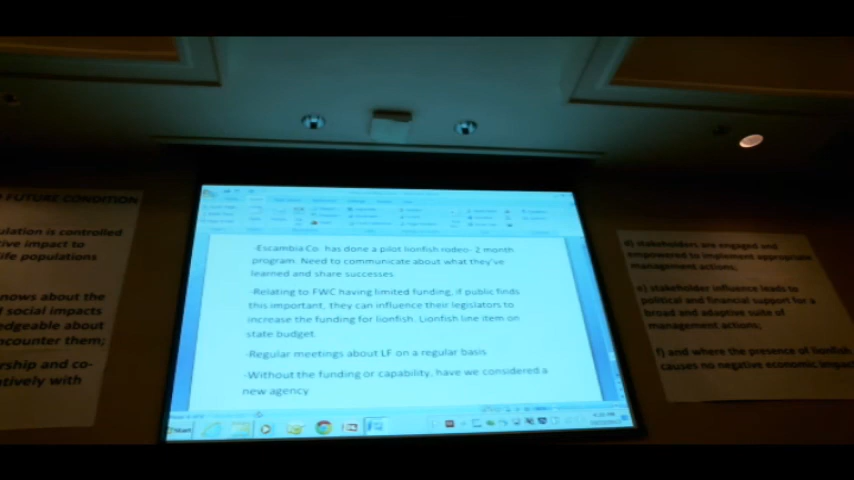 FUTURE CONDITION
ulation is controlled
tive impact to
life populations
nows about the
social impacts
edgeable about
counter them;
rship and co-
atively with
-Escambia Co has done a pilot lionfish rodeo- 2 month
program. Need to communicate about what they've
learned and share successes
-Relating to FWC having limited funding, if public finds
this important, they can influence their legislators to
increase the funding for lionfish. Lionfish line item on
state budget.
-Regular meetings about LF on a regular basis
-Without the funding or capability, have we considered a
new agency
Start
d) stakeholders are engaged and
empowered to implement appropriate
management actions;
e) stakeholder influence leads to
political and financial support for a
broad and adaptive suite of
management actions;
f) and where the presence of lionfish
causes no negative economic impact